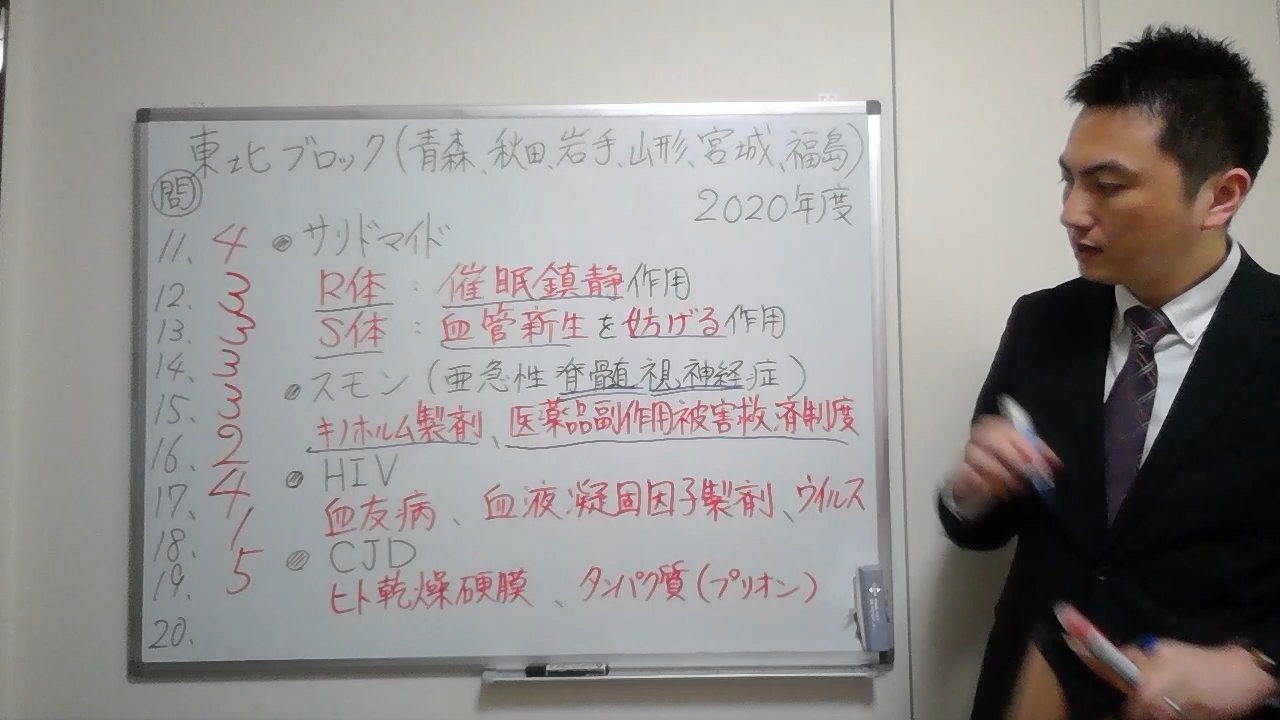 東北ブロック(青森、秋田、岩手、山形、宮城、福島)
2020年度
問
11. 4
12. 3
13. 3
14. 3
15. 3
16. 2
17. 4
18. 1
19. 5
20.
サリドマイド
R体 : 催眠鎮静作用
S体 : 血管新生を妨げる作用
スモン(亜急性脊髄視神経症)
キノホルム製剤、医薬品副作用被害救済制度
HIV
血友病、血液凝固因子製剤、ウイルス
CJD
ヒト乾燥硬膜、タンパク質(プリオン)